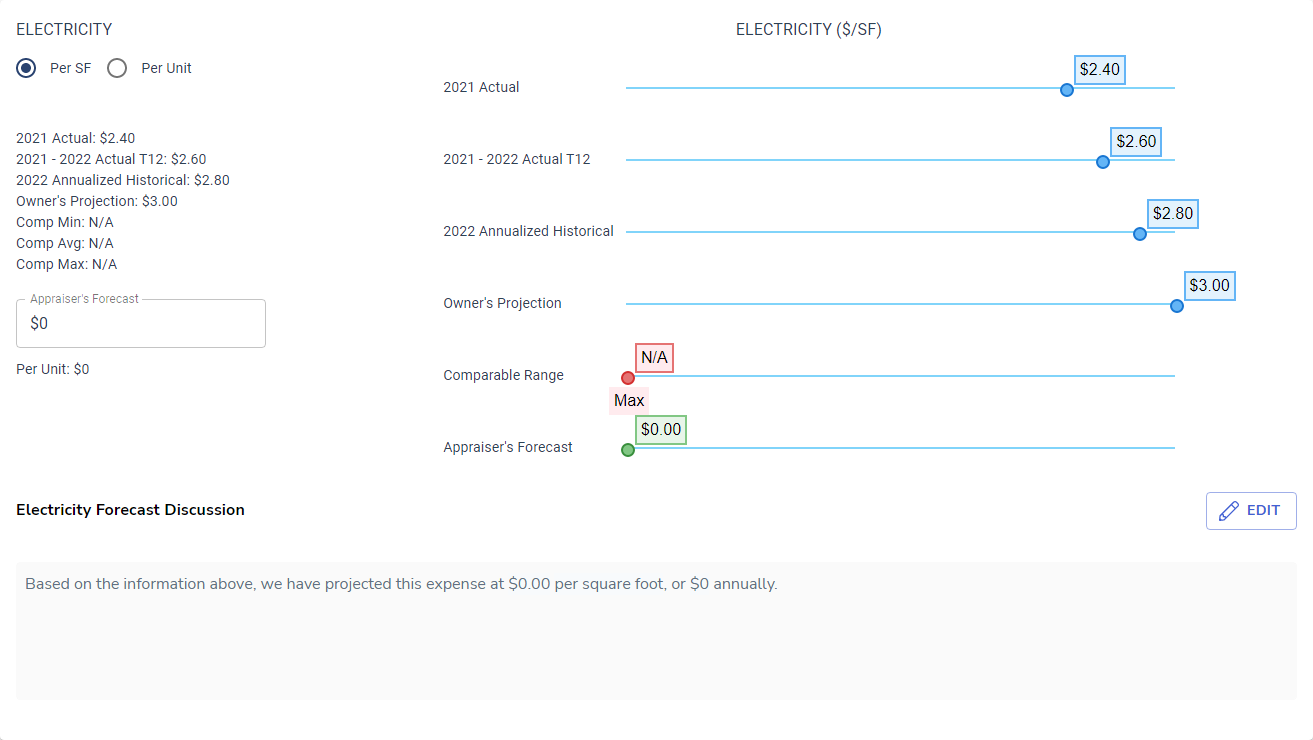 ELECTRICITY
Per SF
Per Unit
2021 Actual: $2.40
2021 - 2022 Actual T12: $2.60
2022 Annualized Historical: $2.80
Owner's Projection: $3.00
Comp Min: N/A
Comp Avg: N/A
Comp Max: N/A
Appraiser's Forecast
$0
Per Unit: $0
ELECTRICITY ($/SF)
2021 Actual
$2.40
2021 - 2022 Actual T12
$2.60
2022 Annualized Historical
$2.80
Owner's Projection
$3.00
Comparable Range
N/A
Max
Appraiser's Forecast
$0.00
Electricity Forecast Discussion
EDIT
Based on the information above, we have projected this expense at $0.00 per square foot, or $0 annually.